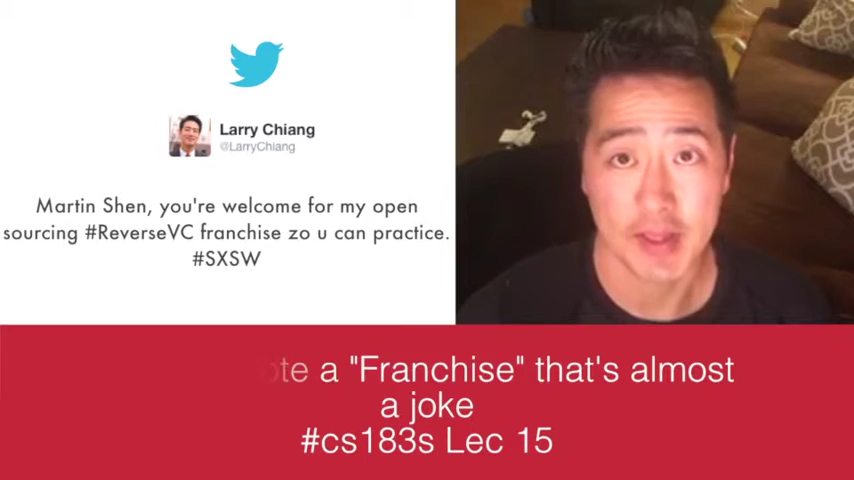 Larry Chiang
@LarryChiang
Martin Shen, you're welcome for my open
sourcing #ReverseVC franchise zo u can practice.
#SXSW
a "Franchise" that's almost
a joke
#cs183s Lec 15